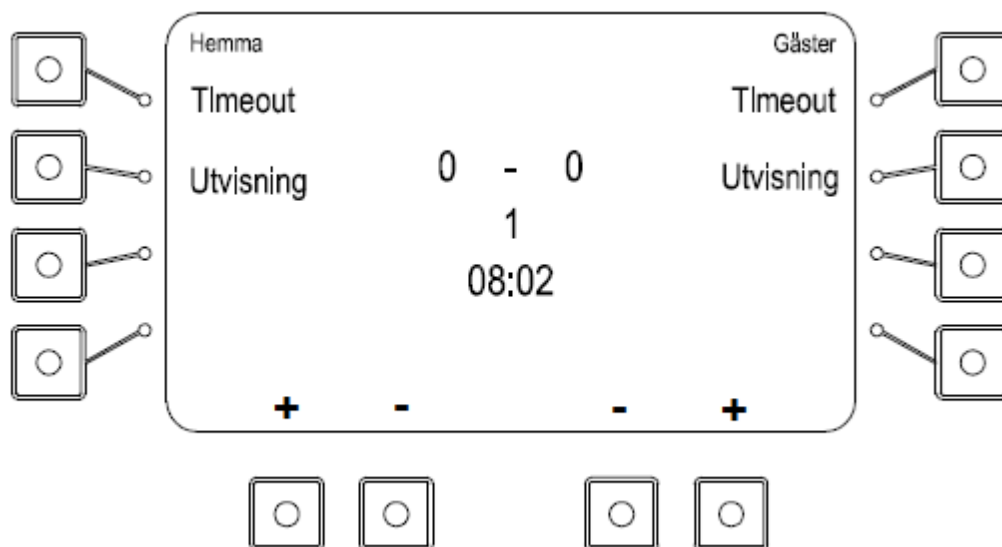 Hemma Gäster
TImeout TImeout
Utvisning 0 - 0 Utvisning
1
08:02
+ - - +